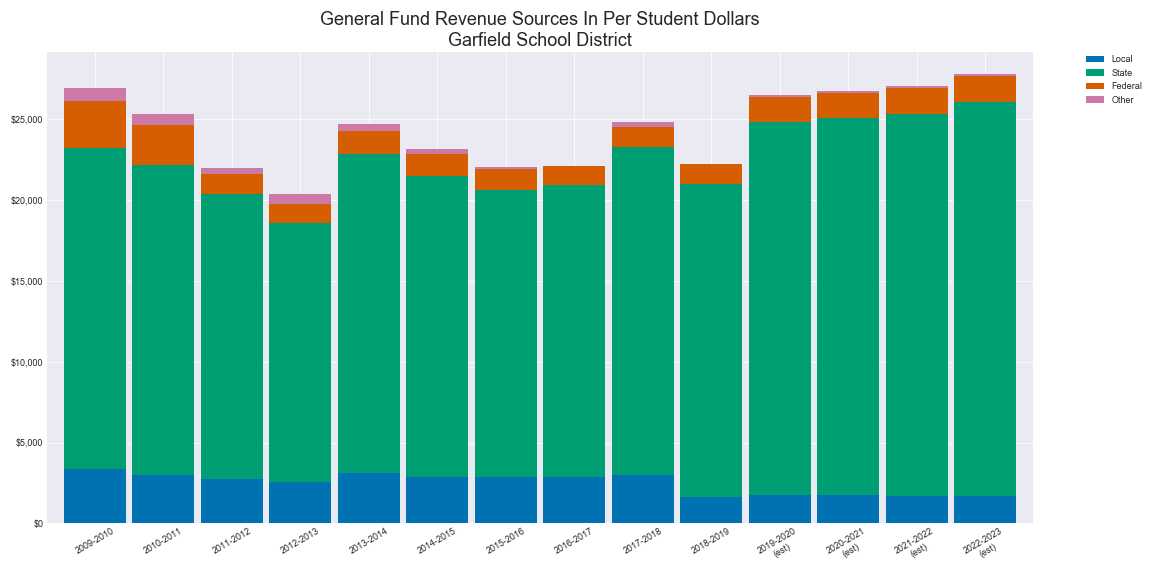 General Fund Revenue Sources In Per Student Dollars
Garfield School District
Local
State
Federal
Other
$25,000
$20,000
$15,000
$10,000
$5,000
$0
2009-2010
2010-2011
2011-2012
2012-2013
2013-2014
2014-2015
2015-2016
2016-2017
2017-2018
2018-2019
2019-2020
(est)
2020-2021
(est)
2021-2022
(est)
2022-2023
(est)